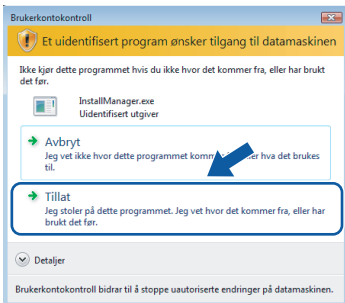 Brukerkontokontroll
Et uidentifisert program ønsker tilgang til datamaskinen
Ikke kjør dette programmet hvis du ikke hvor det kommer fra, eller har brukt
det før.
InstallManager.exe
Uidentifisert utgiver
Avbryt
Jeg vet ikke hvor dette programmet hva det brukes
til.
Tillat
Jeg stoler på dette programmet. Jeg vet hvor det kommer fra, eller har
brukt det før.
Detaljer
Brukerkontokontroll bidrar til å stoppe uautoriserte endringer på datamaskinen.